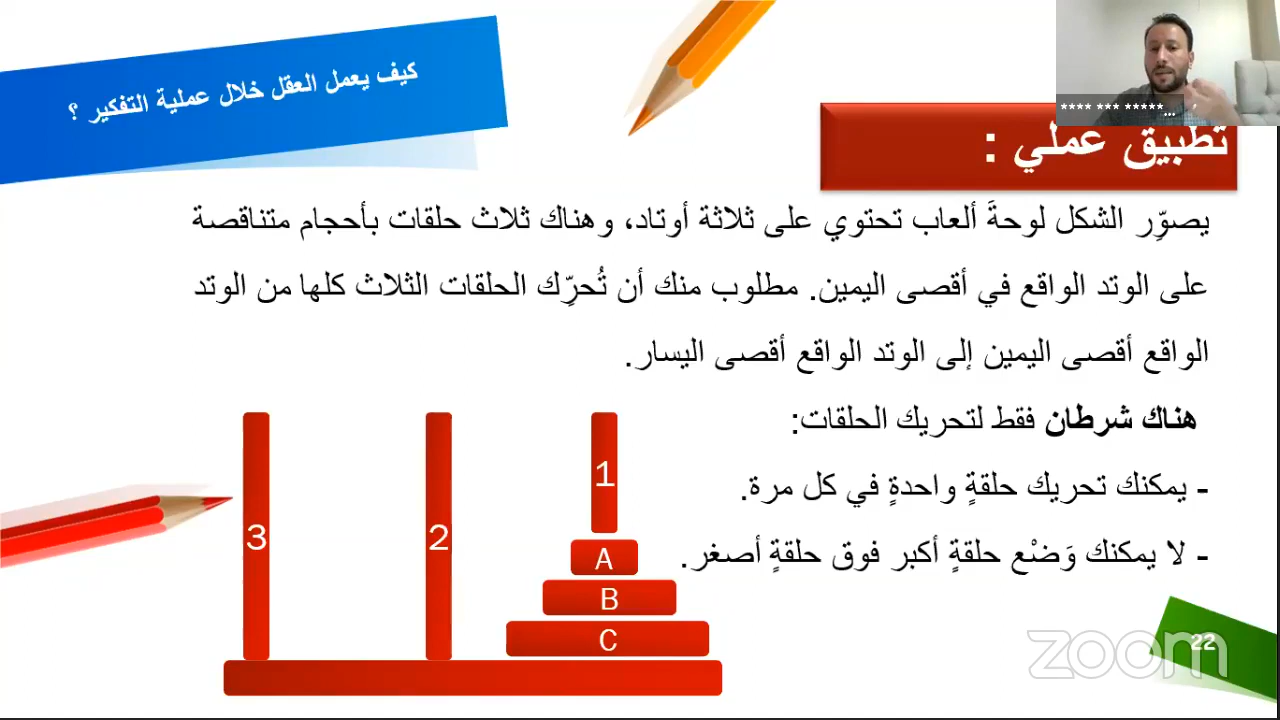 كيف يعمل العقل خلال عملية التفكير ؟
**** *** *****...
تطبيق عملي :
يصوِّر الشكل لوحةَ ألعاب تحتوي على ثلاثة أوتاد، وهناك ثلاث حلقات بأحجام متناقصة
على الوتد الواقع في أقصى اليمين. مطلوب منك أن تُحرِّك الحلقات الثلاث كلها من الوتد
الواقع أقصى اليمين إلى الوتد الواقع أقصى اليسار.
هناك شرطان فقط لتحريك الحلقات:
- يمكنك تحريك حلقةٍ واحدةٍ في كل مرة.
- لا يمكنك وَضْع حلقةٍ أكبر فوق حلقةٍ أصغر.
1
2
3
A
B
C
zoom
22